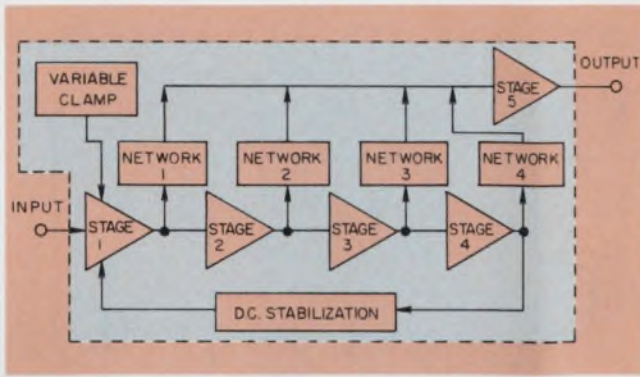 VARIABLE
CLAMP
INPUT
STAGE
1
NETWORK
1
STAGE
2
NETWORK
2
STAGE
3
NETWORK
3
STAGE
4
NETWORK
4
STAGE
5
OUTPUT
D.C. STABILIZATION